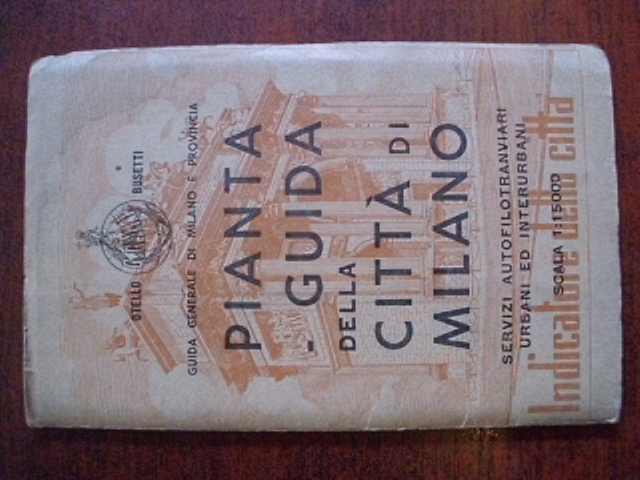 OTELLO BUSETTI
GUIDA GENERALE DI MILANO E PROVINCIA
PIANTA
- GUIDA
DELLA
CITTÀ DI
MILANO
SERVIZI AUTOFILOTRANVIARI
URBANI ED INTERURBANI
SCALA 1:15000
Indicatore della città